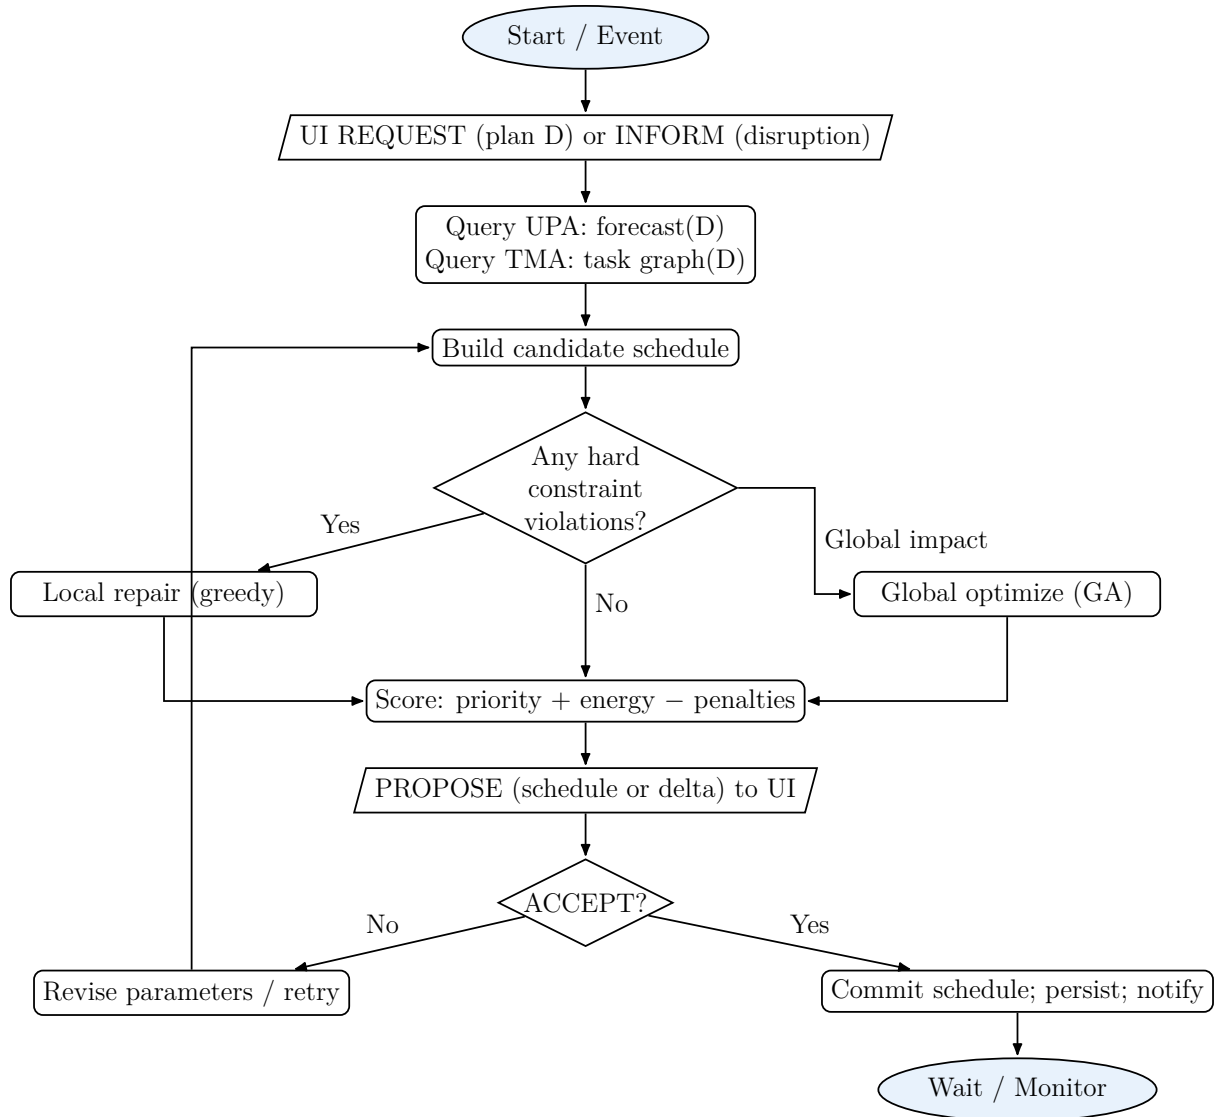 Start / Event
UI REQUEST (plan D) or INFORM (disruption)
Query UPA: forecast(D)
Query TMA: task graph(D)
Build candidate schedule
Any hard
constraint
violations?
Yes
Global impact
Local repair (greedy)
No
Global optimize (GA)
Score: priority + energy − penalties
PROPOSE (schedule or delta) to UI
ACCEPT?
No
Yes
Revise parameters / retry
Commit schedule; persist; notify
Wait / Monitor